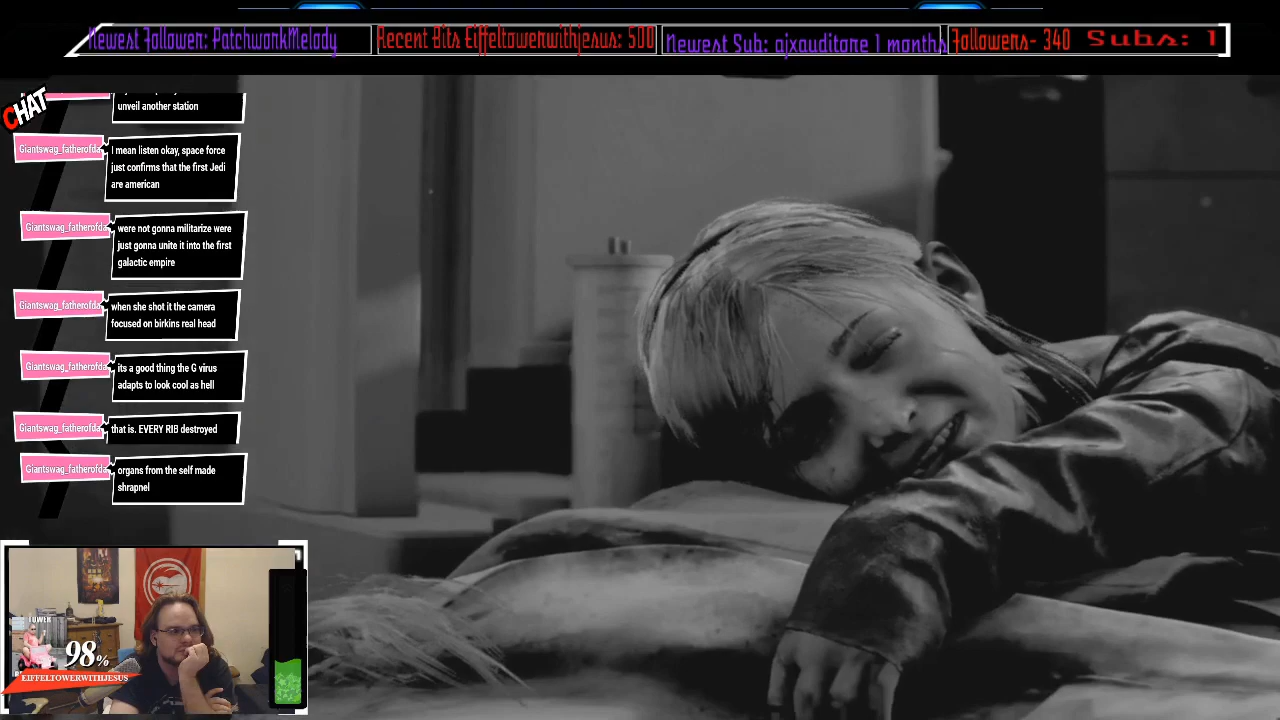 Newest Follower: PatchworkMelody
Recent Bits Eiffeltowerwithjesus: 500
Newest Sub: ajxauditore 1 months
Followers- 340
Subs: 1
CHAT
unveil another station
Giantswag_fatherofda
I mean listen okay, space force
just confirms that the first Jedi
are american
Giantswag_fatherofda
were not gonna militarize were
just gonna unite it into the first
galactic empire
Giantswag_fatherofda
when she shot it the camera
focused on birkins real head
Giantswag_fatherofda
its a good thing the G virus
adapts to look cool as hell
Giantswag_fatherofda
that is. EVERY RIB destroyed
Giantswag_fatherofda
organs from the self made
shrapnel
TOWER
98%
EIFFELTOWERWITHJESUS